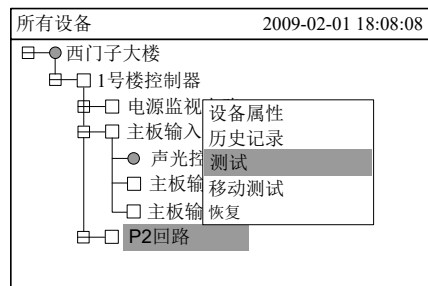 所有设备 2009-02-01 18:08:08
西门子大楼
1号楼控制器
电源监视
设备属性
主板输入
历史记录
声光控
测试
主板输
移动测试
主板输
恢复
P2回路